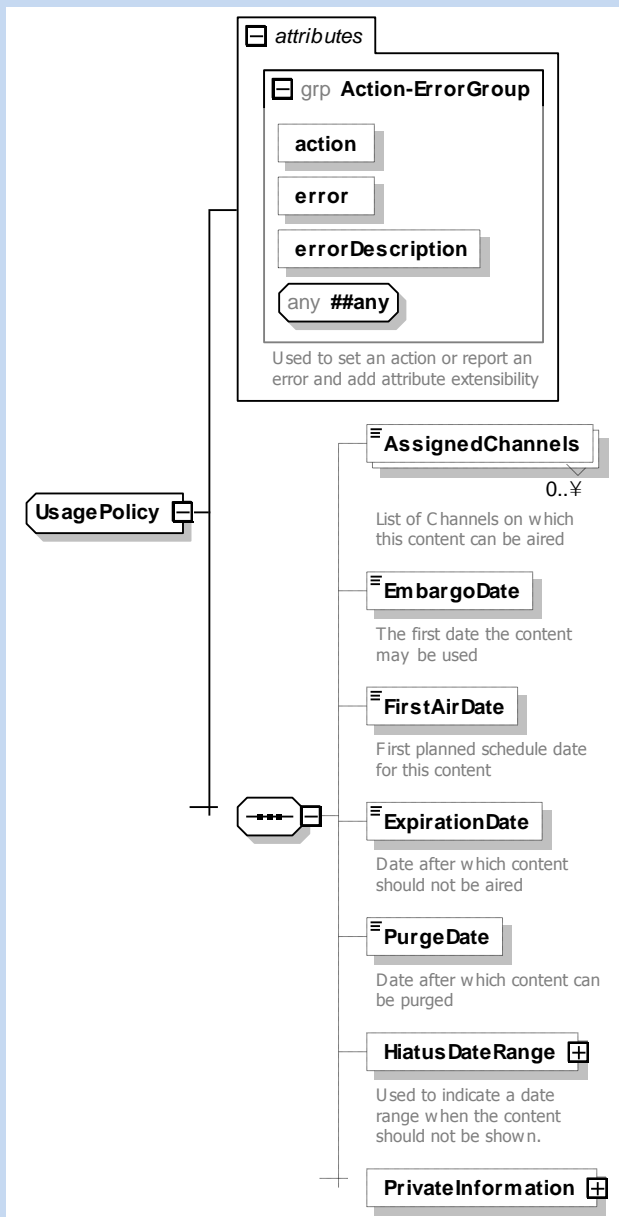 attributes
grp Action-ErrorGroup
action
error
errorDescription
any ##any
Used to set an action or report an
error and add attribute extensibility
UsagePolicy
AssignedChannels
0..¥
List of Channels on which
this content can be aired
EmbargoDate
The first date the content
may be used
FirstAirDate
First planned schedule date
for this content
ExpirationDate
Date after which content
should not be aired
PurgeDate
Date after which content can
be purged
HiatusDateRange
Used to indicate a date
range when the content
should not be shown.
PrivateInformation